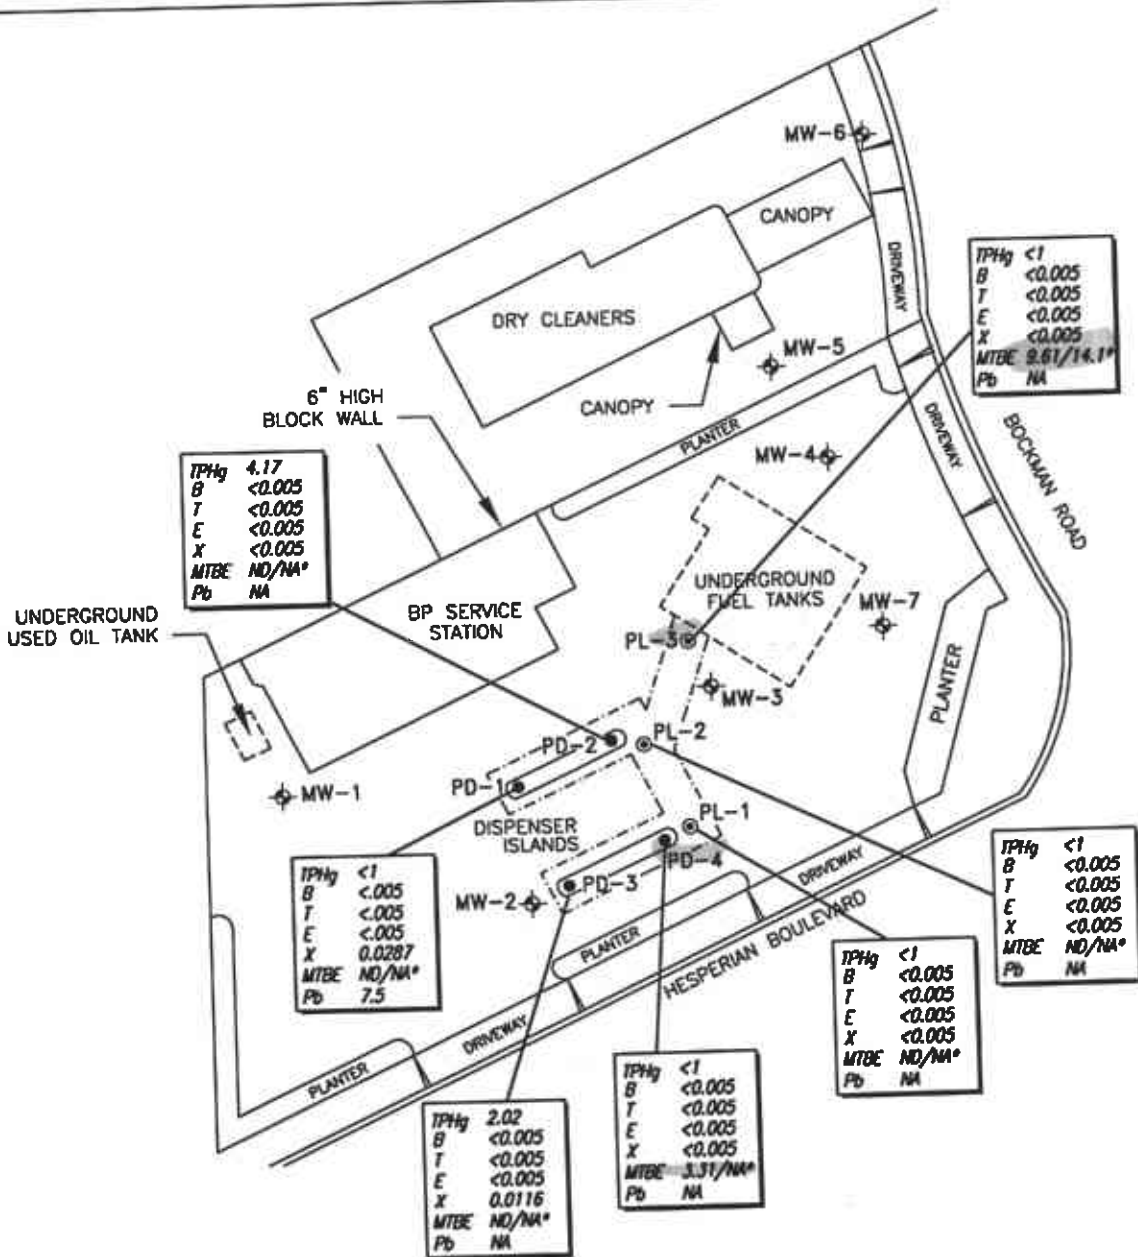 MW-6
CANOPY
DRIVEWAY
DRY CLEANERS
TPHg <1
B <0.005
T <0.005
E <0.005
X <0.005
MTBE 9.61/14.1*
Pb NA
MW-5
6" HIGH
BLOCK WALL
CANOPY
PLANTER
DRIVEWAY
BOCKMAN ROAD
MW-4
TPHg 4.17
B <0.005
T <0.005
E <0.005
X <0.005
MTBE ND/NA*
Pb NA
UNDERGROUND
FUEL TANKS
MW-7
UNDERGROUND
USED OIL TANK
BP SERVICE
STATION
PL-3
MW-3
PLANTER
PD-2
PL-2
PD-1
MW-1
PL-1
DISPENSER
ISLANDS
PD-4
PD-3
MW-2
DRIVEWAY
PLANTER
HESPERIAN BOULEVARD
TPHg <1
B <0.005
T <0.005
E <0.005
X <0.005
MTBE ND/NA*
Pb NA
TPHg <1
B <.005
T <.005
E <.005
X 0.0287
MTBE ND/NA*
Pb 7.5
TPHg <1
B <0.005
T <0.005
E <0.005
X <0.005
MTBE ND/NA*
Pb NA
DRIVEWAY
PLANTER
TPHg <1
B <0.005
T <0.005
E <0.005
X <0.005
MTBE 3.31/NA*
Pb NA
TPHg 2.02
B <0.005
T <0.005
E <0.005
X 0.0116
MTBE ND/NA*
Pb NA